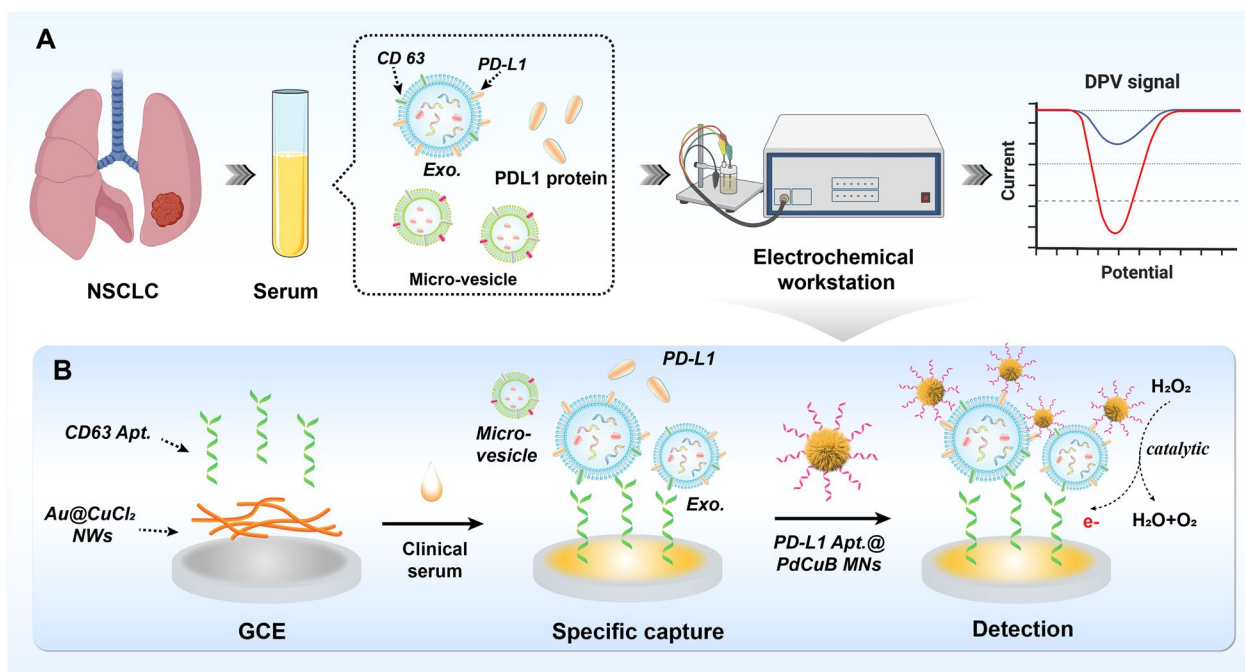 A
CD 63
PD-L1
Exo.
PDL1 protein
Micro-vesicle
NSCLC
Serum
Electrochemical
workstation
DPV signal
Current
Potential
B
CD63 Apt.
Au@CuCl₂
NWs
GCE
Clinical
serum
Micro-
vesicle
PD-L1
Exo.
Specific capture
PD-L1 Apt.@
PdCuB MNs
H₂O₂
catalytic
e-
H₂O+O₂
Detection